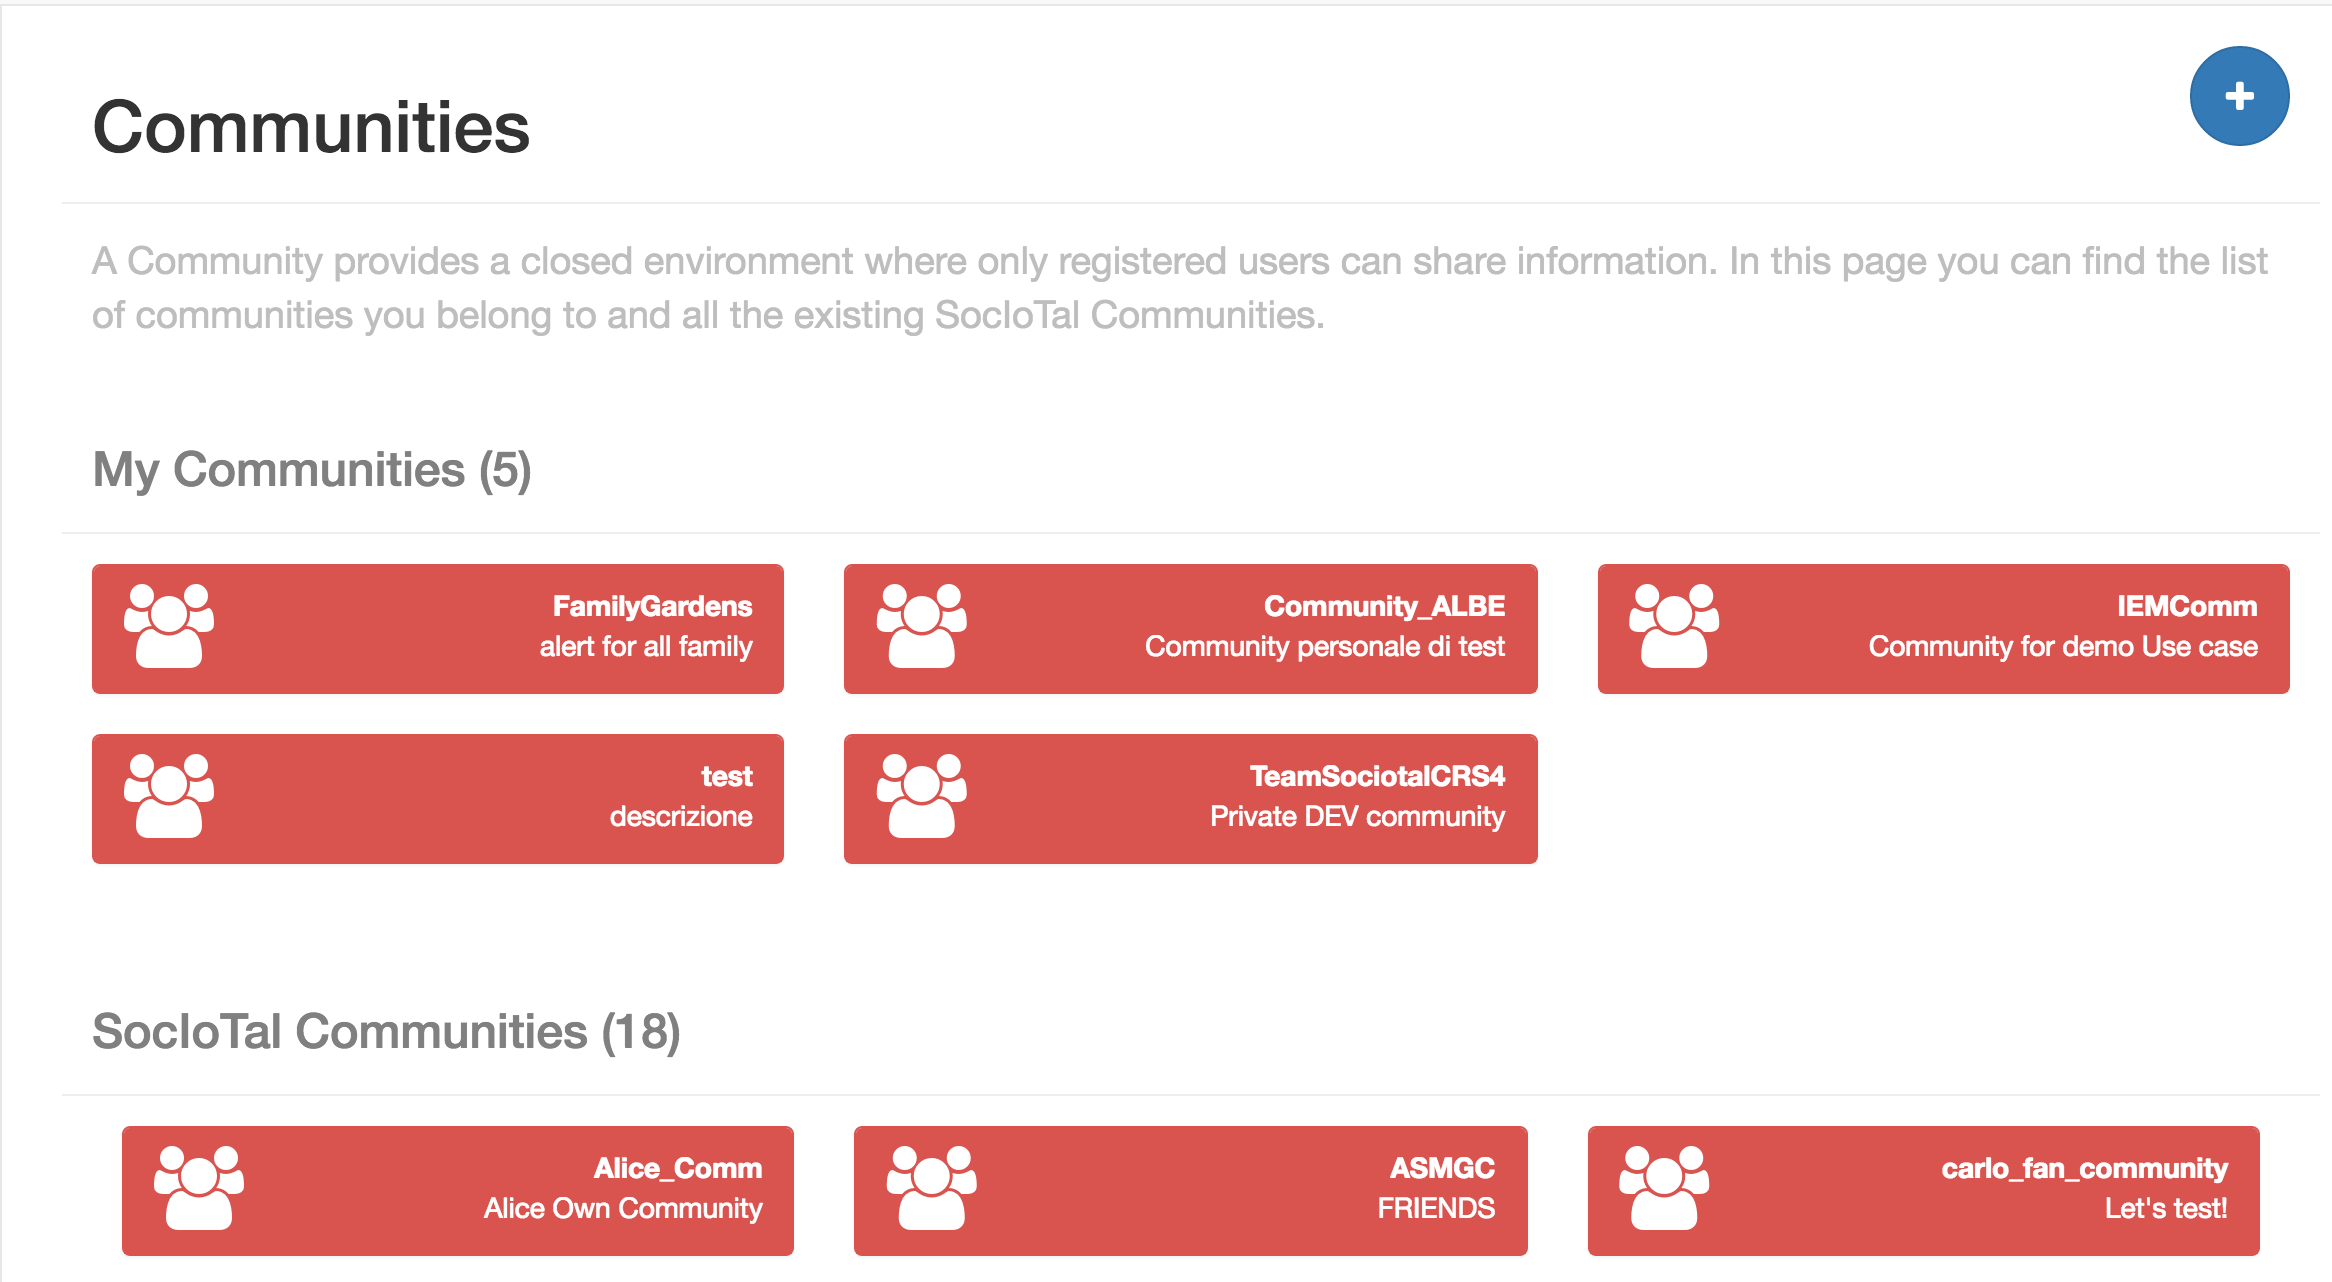 Communities
+
A Community provides a closed environment where only registered users can share information. In this page you can find the list
of communities you belong to and all the existing SocIoTal Communities.
My Communities (5)
FamilyGardens
alert for all family
Community_ALBE
Community personale di test
IEMComm
Community for demo Use case
test
descrizione
TeamSociotalCRS4
Private DEV community
SocIoTal Communities (18)
Alice_Comm
Alice Own Community
ASMGC
FRIENDS
carlo_fan_community
Let's test!